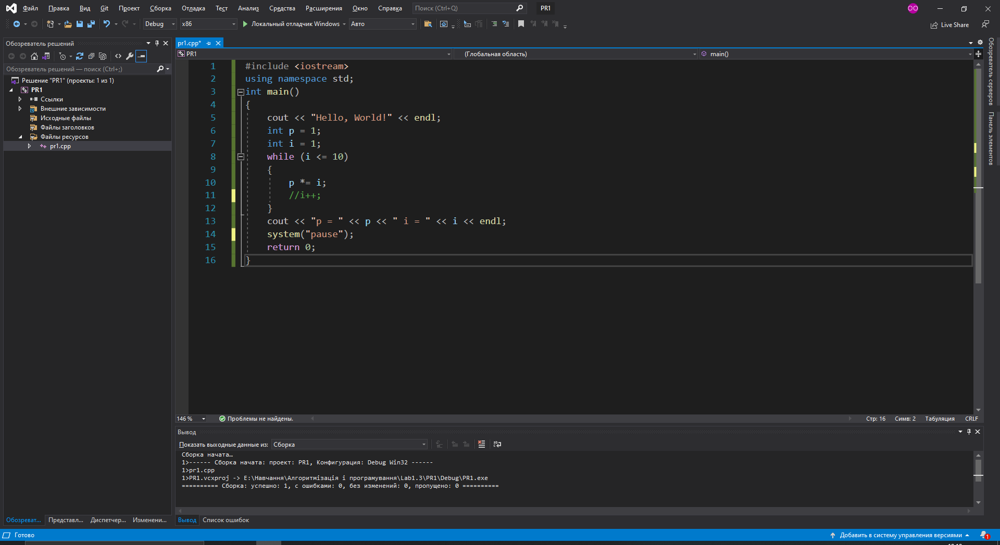 Файл Правка Вид Git Проект Сборка Отладка Тест Анализ Средства Расширения Окно Справка Поиск (Ctrl+Q) PR1 OO
Debug x86 Локальный отладчик Windows Авто Live Share
Обозреватель решений
Обозреватель решений — поиск (Ctrl+;)
Решение "PR1" (проекты: 1 из 1)
PR1
Ссылки
Внешние зависимости
Исходные файлы
Файлы заголовков
Файлы ресурсов
pr1.cpp
Обозреват... Представл... Диспетчер... Изменени...
pr1.cpp*
PR1 (Глобальная область) main()
1 #include <iostream>
2 using namespace std;
3 int main()
4 {
5 cout << "Hello, World!" << endl;
6 int p = 1;
7 int i = 1;
8 while (i <= 10)
9 {
10 p *= i;
11 //i++;
12 }
13 cout << "p = " << p << " i = " << i << endl;
14 system("pause");
15 return 0;
16 }
146 % Проблемы не найдены. Стр: 16 Симв: 2 Табуляция CRLF
Вывод
Показать выходные данные из: Сборка
Сборка начата…
1>------ Сборка начата: проект: PR1, Конфигурация: Debug Win32 ------
1>pr1.cpp
1>PR1.vcxproj -> E:\Навчання\Алгоритмізація і програмування\Lab1.3\PR1\Debug\PR1.exe
========== Сборка: успешно: 1, с ошибками: 0, без изменений: 0, пропущено: 0 ==========
Вывод Список ошибок
Обозреватель серверов
Панель элементов
Готово Добавить в систему управления версиями 1